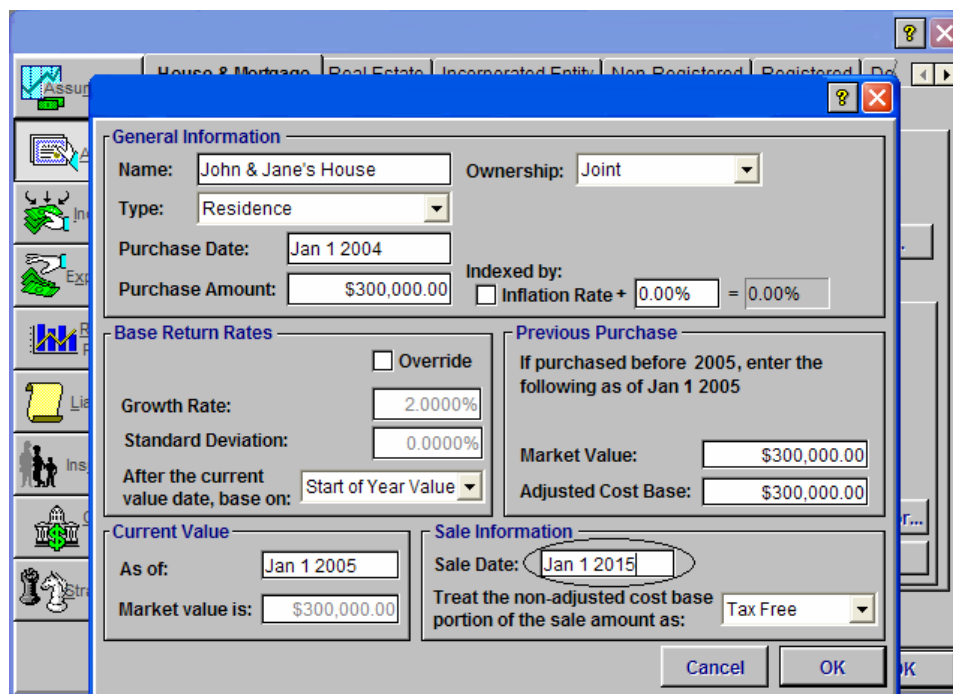 House & Mortgage Real Estate Incorporated Entity Non-Registered Registered
General Information
Name: John & Jane's House Ownership: Joint
Type: Residence
Purchase Date: Jan 1 2004
Indexed by:
Purchase Amount: $300,000.00 Inflation Rate + 0.00% = 0.00%
Base Return Rates
Override
Growth Rate: 2.0000%
Standard Deviation: 0.0000%
After the current
value date, base on: Start of Year Value
Previous Purchase
If purchased before 2005, enter the
following as of Jan 1 2005
Market Value: $300,000.00
Adjusted Cost Base: $300,000.00
Current Value
As of: Jan 1 2005
Market value is: $300,000.00
Sale Information
Sale Date: Jan 1 2015
Treat the non-adjusted cost base
portion of the sale amount as: Tax Free
Cancel OK